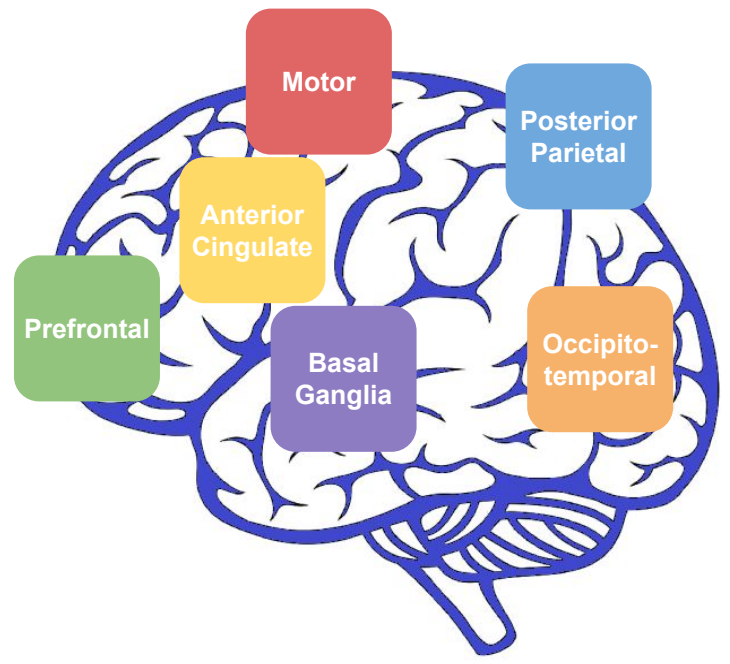 Motor
Posterior
Parietal
Anterior
Cingulate
Prefrontal
Basal
Ganglia
Occipito-
temporal